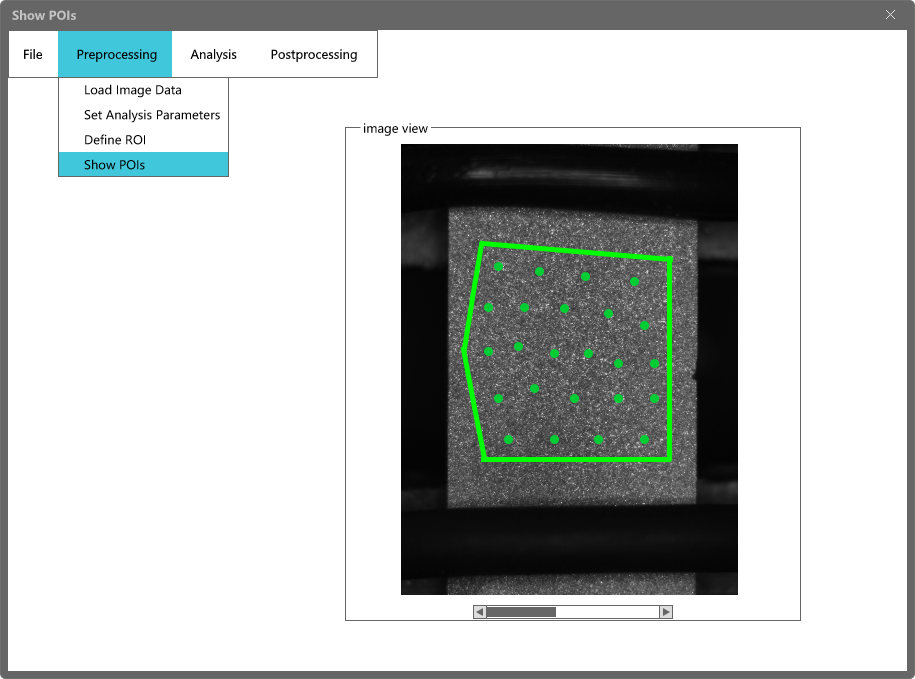 Show POIs
File
Preprocessing
Analysis
Postprocessing
Load Image Data
Set Analysis Parameters
Define ROI
Show POIs
image view